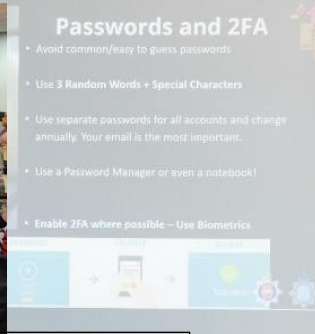 Passwords and 2FA
• Avoid common/easy to guess passwords
• Use 3 Random Words + Special Characters
• Use separate passwords for all accounts and change
annually. Your email is the most important.
• Use a Password Manager or even a notebook!
• Enable 2FA where possible – Use Biometrics